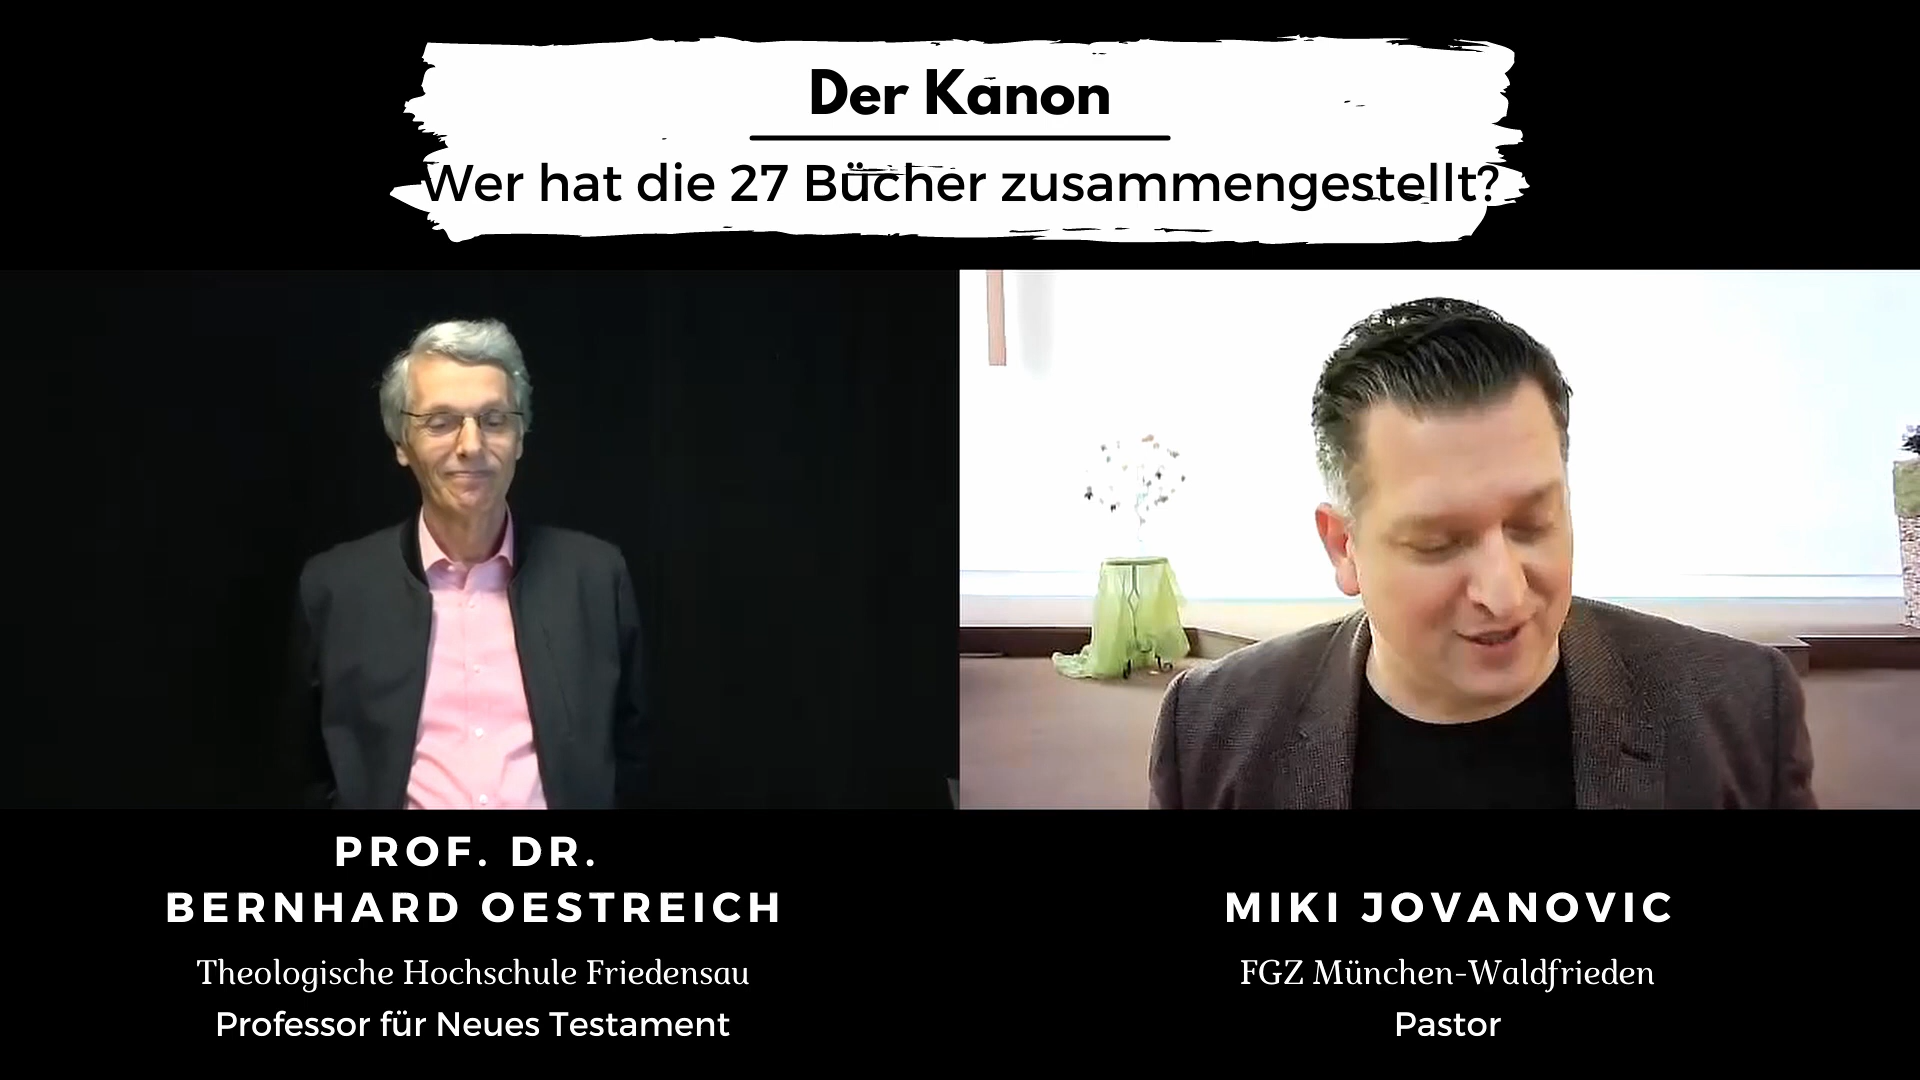 Der Kanon
Wer hat die 27 Bücher zusammengestellt?
PROF. DR.
BERNHARD OESTREICH
Theologische Hochschule Friedensau
Professor für Neues Testament
MIKI JOVANOVIC
FGZ München-Waldfrieden
Pastor